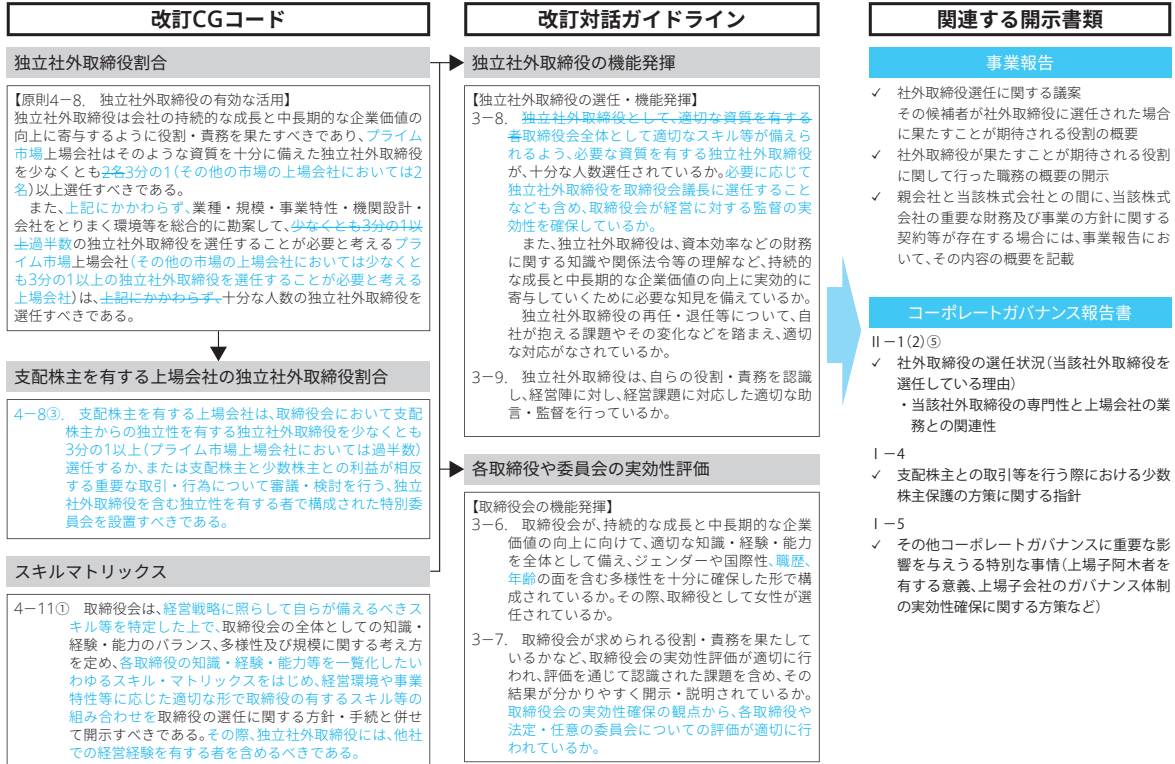 改訂CGコード
独立社外取締役割合
【原則4－8． 独立社外取締役の有効な活用】
独立社外取締役は会社の持続的な成長と中長期的な企業価値の
向上に寄与するように役割・責務を果たすべきであり、プライム
市場上場会社はそのような資質を十分に備えた独立社外取締役
を少なくとも2名3分の1（その他の市場の上場会社においては2
名）以上選任すべきである。
また、上記にかかわらず、業種・規模・事業特性・機関設計・
会社をとりまく環境等を総合的に勘案して、少なくとも3分の1以
上過半数の独立社外取締役を選任することが必要と考えるプラ
イム市場上場会社（その他の市場の上場会社においては少なくと
も3分の1以上の独立社外取締役を選任することが必要と考える
上場会社）は、上記にかかわらず、十分な人数の独立社外取締役を
選任すべきである。
支配株主を有する上場会社の独立社外取締役割合
4－8③． 支配株主を有する上場会社は、取締役会において支配
株主からの独立性を有する独立社外取締役を少なくとも
3分の1以上（プライム市場上場会社においては過半数）
選任するか、または支配株主と少数株主との利益が相反
する重要な取引・行為について審議・検討を行う、独立
社外取締役を含む独立性を有する者で構成された特別委
員会を設置すべきである。
スキルマトリックス
4－11① 取締役会は、経営戦略に照らして自らが備えるべきス
キル等を特定した上で、取締役会の全体としての知識・
経験・能力のバランス、多様性及び規模に関する考え方
を定め、各取締役の知識・経験・能力等を一覧化したい
わゆるスキル・マトリックスをはじめ、経営環境や事業
特性等に応じた適切な形で取締役の有するスキル等の
組み合わせを取締役の選任に関する方針・手続と併せ
て開示すべきである。その際、独立社外取締役には、他社
での経営経験を有する者を含めるべきである。
改訂対話ガイドライン
独立社外取締役の機能発揮
【独立社外取締役の選任・機能発揮】
3－8． 独立社外取締役として、適切な資質を有する
者取締役会全体として適切なスキル等が備えら
れるよう、必要な資質を有する独立社外取締役
が、十分な人数選任されているか。必要に応じて
独立社外取締役を取締役会議長に選任すること
なども含め、取締役会が経営に対する監督の実
効性を確保しているか。
また、独立社外取締役は、資本効率などの財務
に関する知識や関係法令等の理解など、持続的
な成長と中長期的な企業価値の向上に実効的に
寄与していくために必要な知見を備えているか。
独立社外取締役の再任・退任等について、自
社が抱える課題やその変化などを踏まえ、適切
な対応がなされているか。
3－9． 独立社外取締役は、自らの役割・責務を認識
し、経営陣に対し、経営課題に対応した適切な助
言・監督を行っているか。
各取締役や委員会の実効性評価
【取締役会の機能発揮】
3－6． 取締役会が、持続的な成長と中長期的な企業
価値の向上に向けて、適切な知識・経験・能力
を全体として備え、ジェンダーや国際性、職歴、
年齢の面を含む多様性を十分に確保した形で構
成されているか。その際、取締役として女性が選
任されているか。
3－7． 取締役会が求められる役割・責務を果たして
いるかなど、取締役会の実効性評価が適切に行
われ、評価を通じて認識された課題を含め、その
結果が分かりやすく開示・説明されているか。
取締役会の実効性確保の観点から、各取締役や
法定・任意の委員会についての評価が適切に行
われているか。
関連する開示書類
事業報告
✓ 社外取締役選任に関する議案
その候補者が社外取締役に選任された場合
に果たすことが期待される役割の概要
✓ 社外取締役が果たすことが期待される役割
に関して行った職務の概要の開示
✓ 親会社と当該株式会社との間に、当該株式
会社の重要な財務及び事業の方針に関する
契約等が存在する場合には、事業報告にお
いて、その内容の概要を記載
コーポレートガバナンス報告書
Ⅱ－1（2）⑤
✓ 社外取締役の選任状況（当該社外取締役を
選任している理由）
・当該社外取締役の専門性と上場会社の業
務との関連性
Ⅰ－4
✓ 支配株主との取引等を行う際における少数
株主保護の方策に関する指針
Ⅰ－5
✓ その他コーポレートガバナンスに重要な影
響を与えうる特別な事情（上場子阿木者を
有する意義、上場子会社のガバナンス体制
の実効性確保に関する方策など）